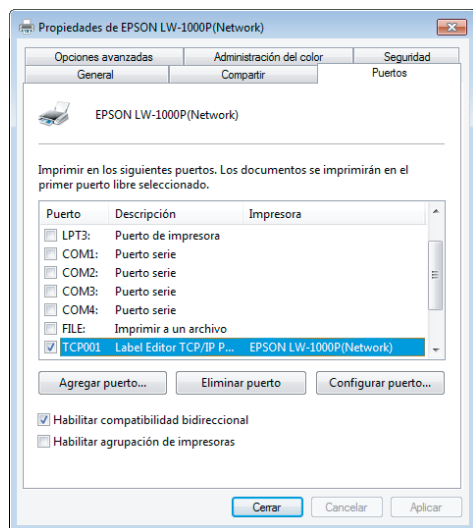 Propiedades de EPSON LW-1000P(Network)
Opciones avanzadas Administración del color Seguridad
General Compartir Puertos
EPSON LW-1000P(Network)
Imprimir en los siguientes puertos. Los documentos se imprimirán en el
primer puerto libre seleccionado.
Puerto Descripción Impresora
LPT3: Puerto de impresora
COM1: Puerto serie
COM2: Puerto serie
COM3: Puerto serie
COM4: Puerto serie
FILE: Imprimir a un archivo
TCP001 Label Editor TCP/IP P... EPSON LW-1000P(Network)
Agregar puerto... Eliminar puerto Configurar puerto...
Habilitar compatibilidad bidireccional
Habilitar agrupación de impresoras
Cerrar Cancelar Aplicar